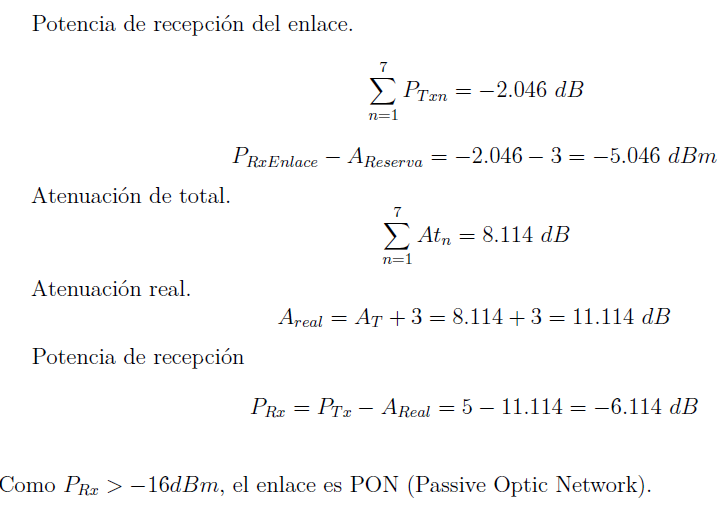 Potencia de recepción del enlace.
\sum_{n=1}^{7} P_{Txn} = -2.046 \ dB
P_{RxEnlace} - A_{Reserva} = -2.046 - 3 = -5.046 \ dBm
Atenuación de total.
\sum_{n=1}^{7} At_{n} = 8.114 \ dB
Atenuación real.
A_{real} = A_{T} + 3 = 8.114 + 3 = 11.114 \ dB
Potencia de recepción
P_{Rx} = P_{Tx} - A_{Real} = 5 - 11.114 = -6.114 \ dB
Como P_{Rx} > -16dBm, el enlace es PON (Passive Optic Network).